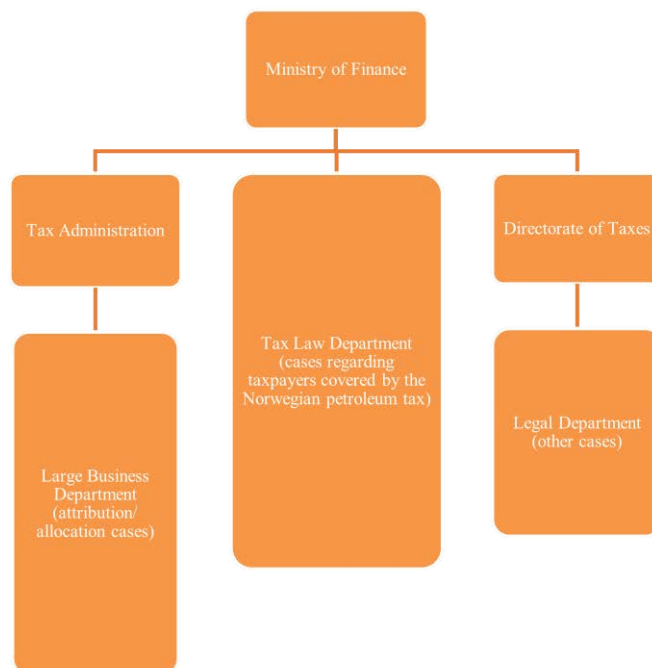 Ministry of Finance
Tax Administration
Directorate of Taxes
Tax Law Department
(cases regarding
taxpayers covered by the
Norwegian petroleum tax)
Legal Department
(other cases)
Large Business
Department
(attribution/
allocation cases)